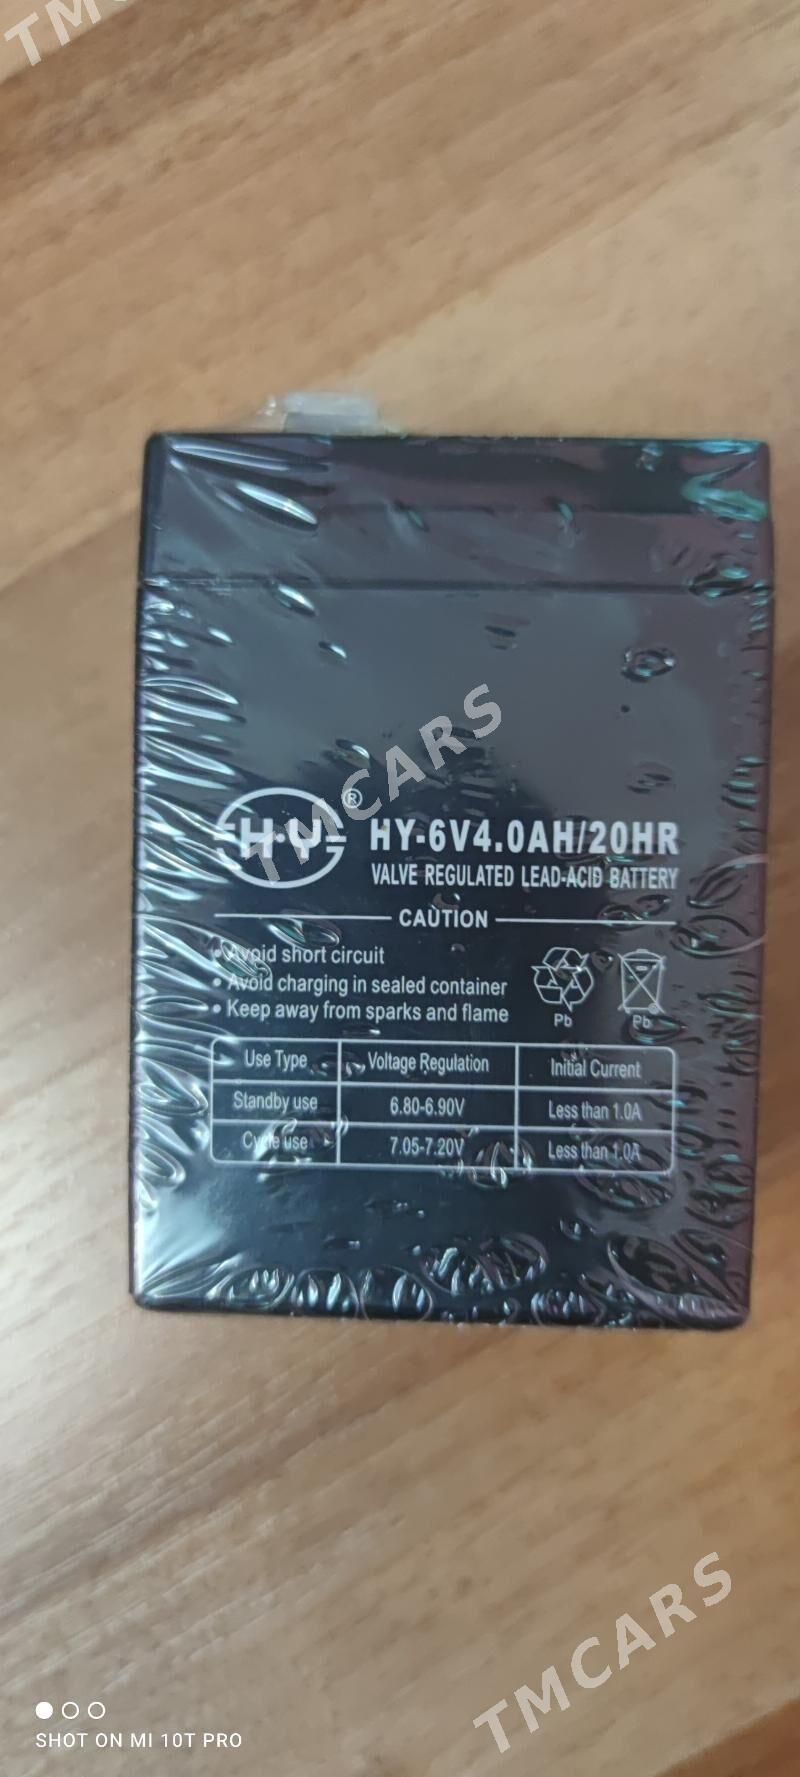 TMC
H·Y®
HY-6V4.0AH/20HR
VALVE REGULATED LEAD-ACID BATTERY
TMCARS
CAUTION
• Avoid short circuit
• Avoid charging in sealed container
• Keep away from sparks and flame
Pb Pb
Use Type Voltage Regulation Initial Current
Standby use 6.80-6.90V Less than 1.0A
Cycle use 7.05-7.20V Less than 1.0A
TMCARS
SHOT ON MI 10T PRO